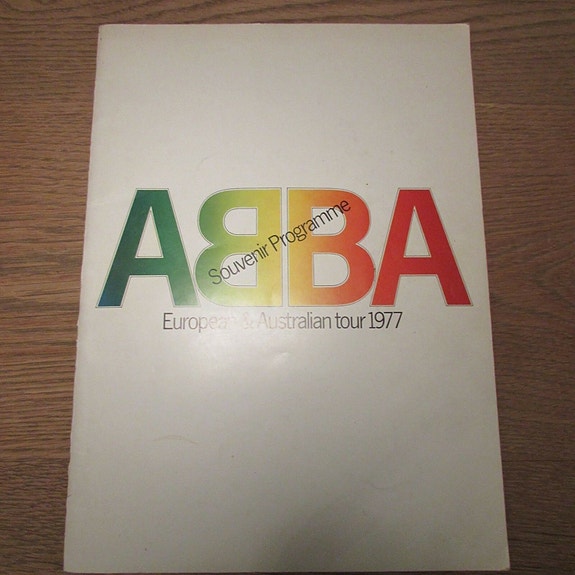 ABBA
Souvenir Programme
European & Australian tour 1977